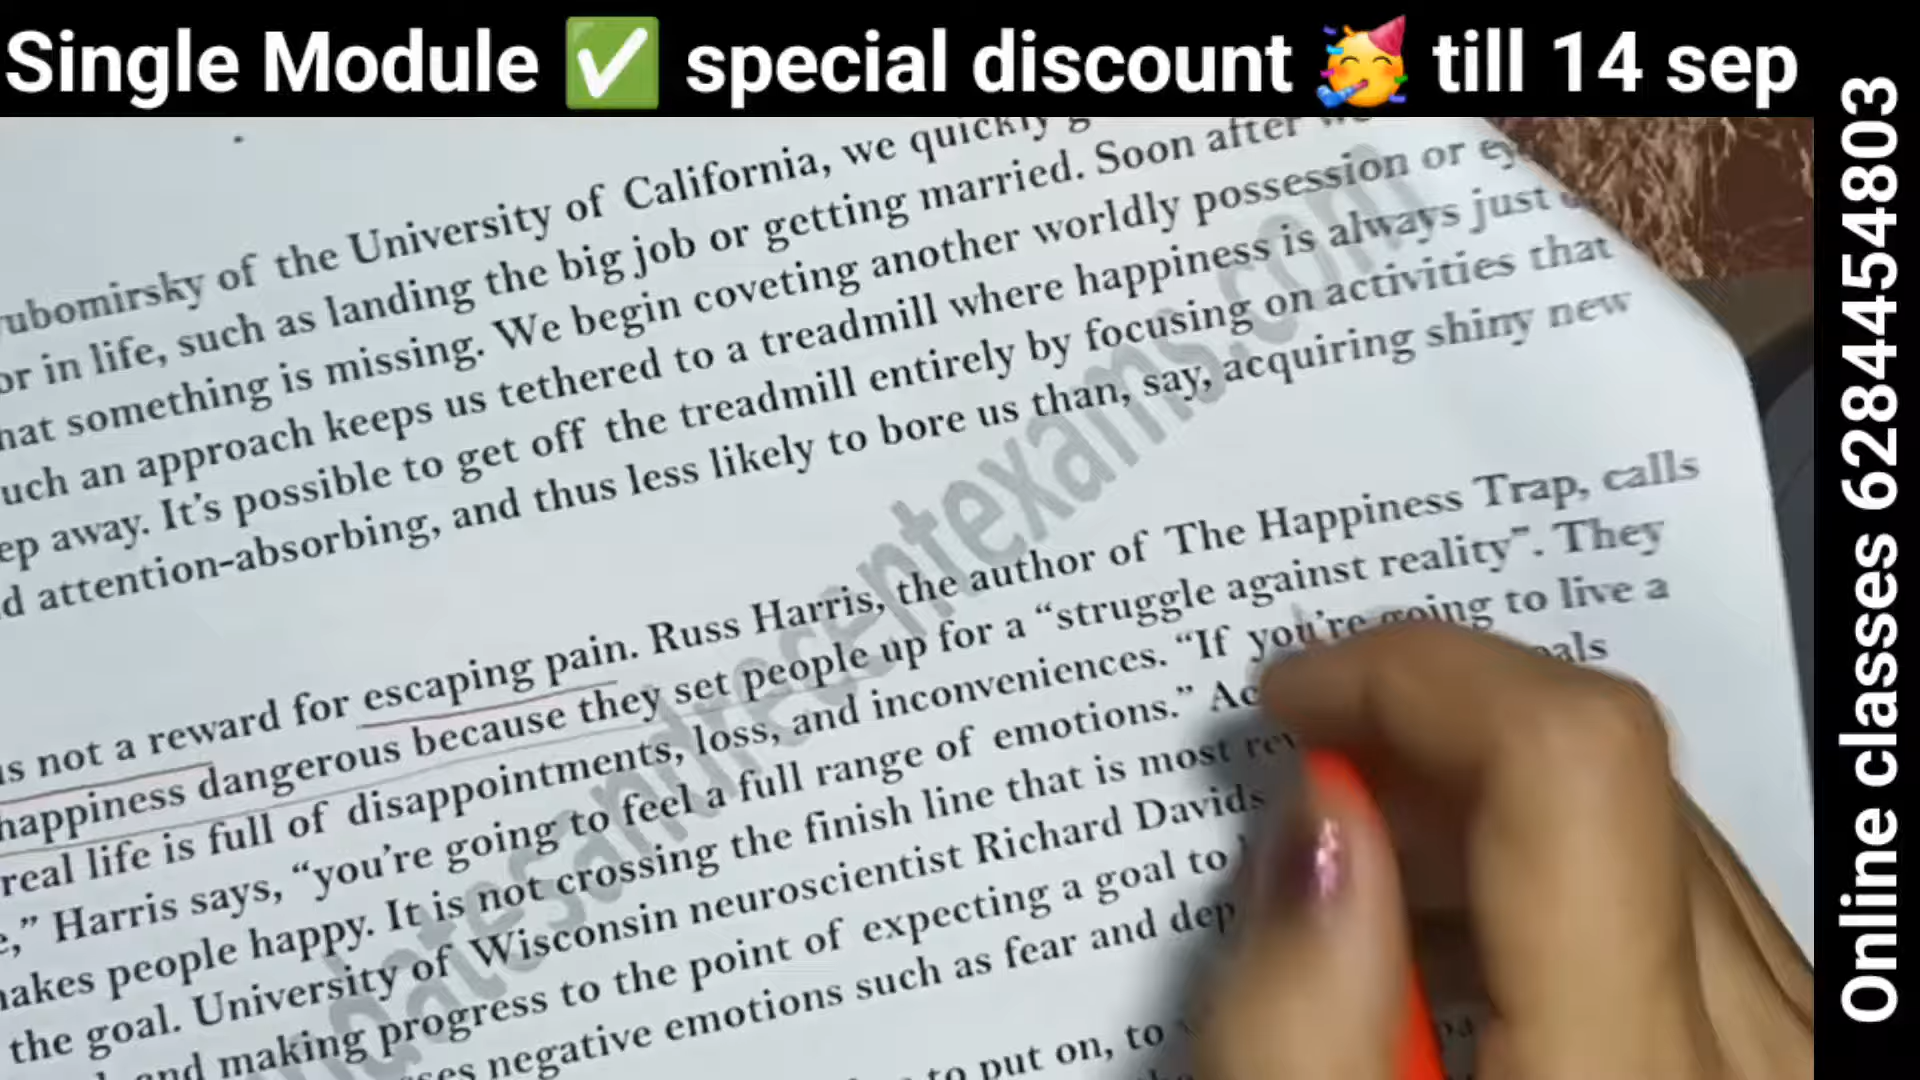 Single Module ✅ special discount 🥳 till 14 sep
Online classes 6284454803
ubomirsky of the University of California, we quickly
or in life, such as landing the big job or getting married. Soon after
hat something is missing. We begin coveting another worldly possession or
uch an approach keeps us tethered to a treadmill where happiness is always just
ep away. It's possible to get off the treadmill entirely by focusing on activities that
d attention-absorbing, and thus less likely to bore us than, say, acquiring shiny new
is not a reward for escaping pain. Russ Harris, the author of The Happiness Trap, calls
happiness dangerous because they set people up for a “struggle against reality”. They
real life is full of disappointments, loss, and inconveniences. “If you're going to live a
e,” Harris says, “you're going to feel a full range of emotions.”
makes people happy. It is not crossing the finish line that is most
the goal. University of Wisconsin neuroscientist Richard Davids
and making progress to the point of expecting a goal to
negative emotions such as fear and dep
to put on, to
datesandrecentexams.com